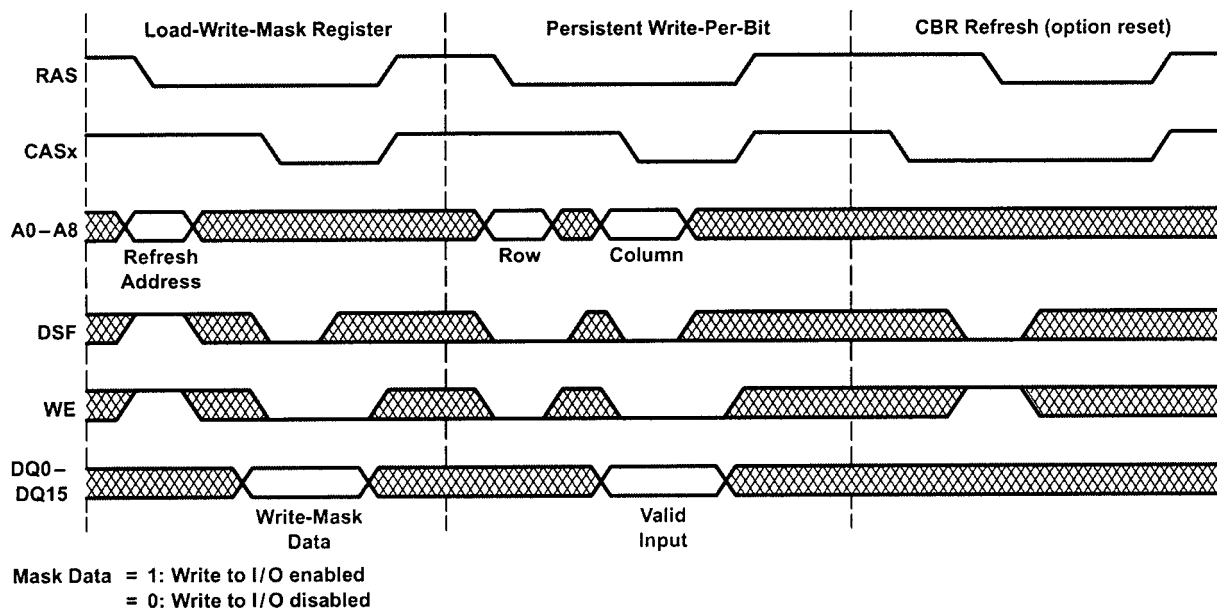 Load-Write-Mask Register Persistent Write-Per-Bit CBR Refresh (option reset)
RAS
CASx
A0–A8
Refresh Row Column
Address
DSF
WE
DQ0–
DQ15
Write-Mask Valid
Data Input
Mask Data = 1: Write to I/O enabled
= 0: Write to I/O disabled